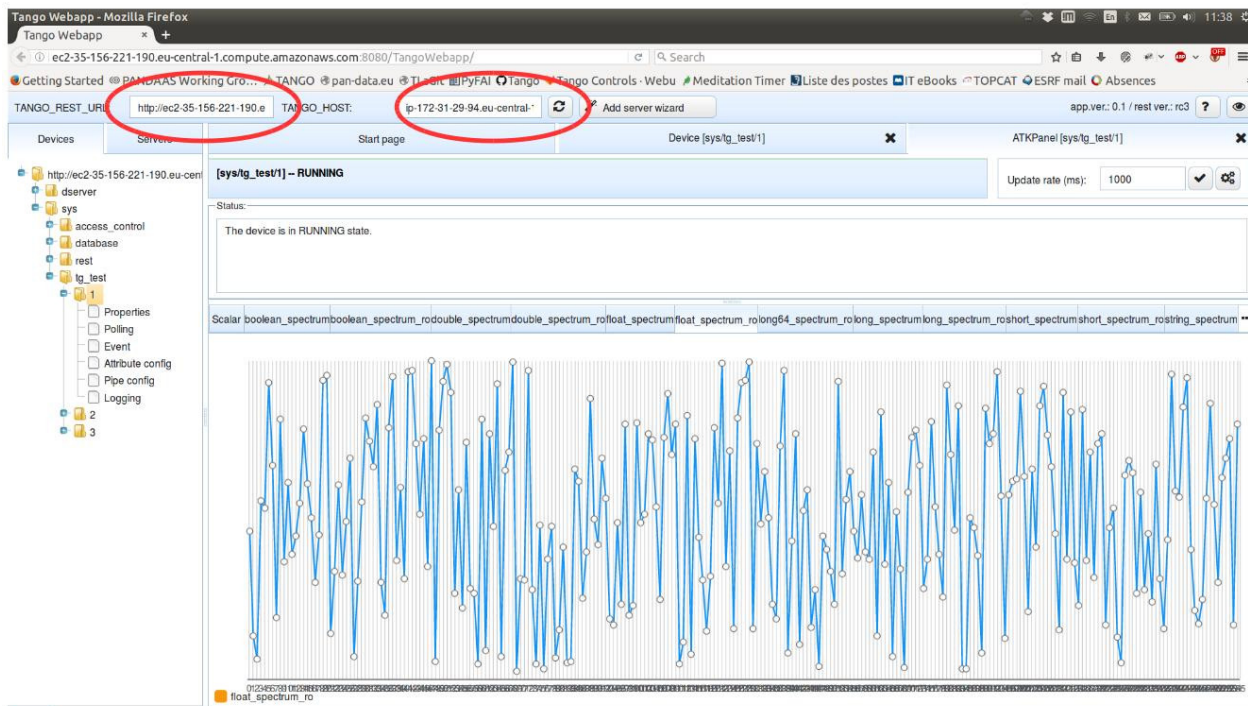 Tango Webapp - Mozilla Firefox
En
11:38
Tango Webapp × +
ec2-35-156-221-190.eu-central-1.compute.amazonaws.com:8080/TangoWebapp/
Search
Getting Started
PANDAAS Working Gro...
TANGO
pan-data.eu
PyFAI
Tango
Tango Controls · Webu
Meditation Timer
Liste des postes
IT eBooks
TOPCAT
ESRF mail
Absences
TANGO_REST_URL
http://ec2-35-156-221-190.e
TANGO_HOST:
ip-172-31-29-94.eu-central-
Add server wizard
app.ver.: 0.1 / rest ver.: rc3
?
Devices
Servers
Start page
Device [sys/tg_test/1]
ATKPanel [sys/tg_test/1]
http://ec2-35-156-221-190.eu-cent
dserver
sys
access_control
database
rest
tg_test
1
Properties
Polling
Event
Attribute config
Pipe config
Logging
2
3
[sys/tg_test/1] -- RUNNING
Update rate (ms): 1000
Status:
The device is in RUNNING state.
Scalar boolean_spectrum boolean_spectrum_ro double_spectrum double_spectrum_ro float_spectrum float_spectrum_ro long64_spectrum_ro long_spectrum long_spectrum_ro short_spectrum short_spectrum_ro string_spectrum
float_spectrum_ro